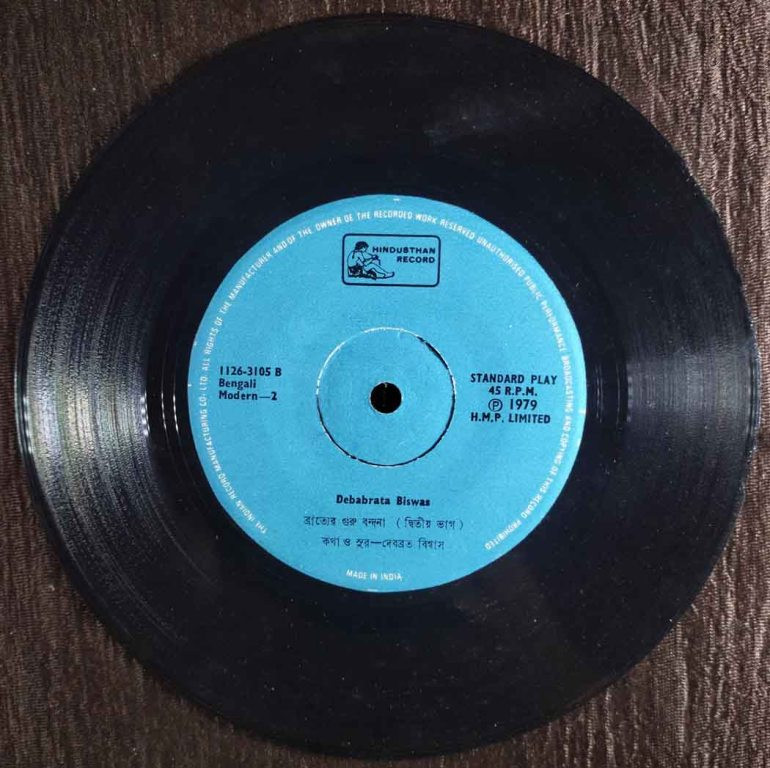 THE INDIAN RECORD MANUFACTURING CO., LTD. ALL RIGHTS OF THE MANUFACTURER AND OF THE OWNER OF THE RECORDED WORK RESERVED UNAUTHORISED PUBLIC PERFORMANCE BROADCASTING AND COPYING OF THIS RECORD PROHIBITED
HINDUSTHAN
RECORD
1126-3105 B
Bengali
Modern—2
STANDARD PLAY
45 R.P.M.
Ⓟ 1979
H.M.P. LIMITED
Debabrata Biswas
ব্রাত্যের গুরু বন্দনা (দ্বিতীয় ভাগ)
কথা ও সুর—দেবব্রত বিশ্বাস
MADE IN INDIA